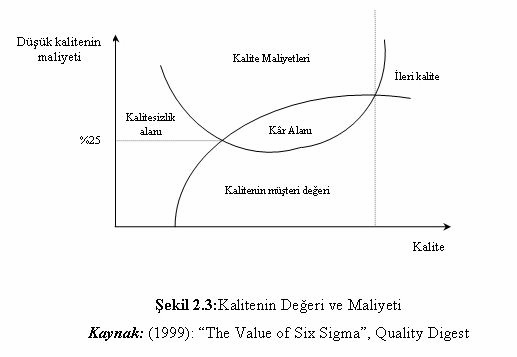 Düşük kalitenin
maliyeti
Kalite Maliyetleri
İleri kalite
Kalitesizlik
alanı
Kâr Alanı
%25
Kalitenin müşteri değeri
Kalite
Şekil 2.3:Kalitenin Değeri ve Maliyeti
Kaynak: (1999): “The Value of Six Sigma”, Quality Digest